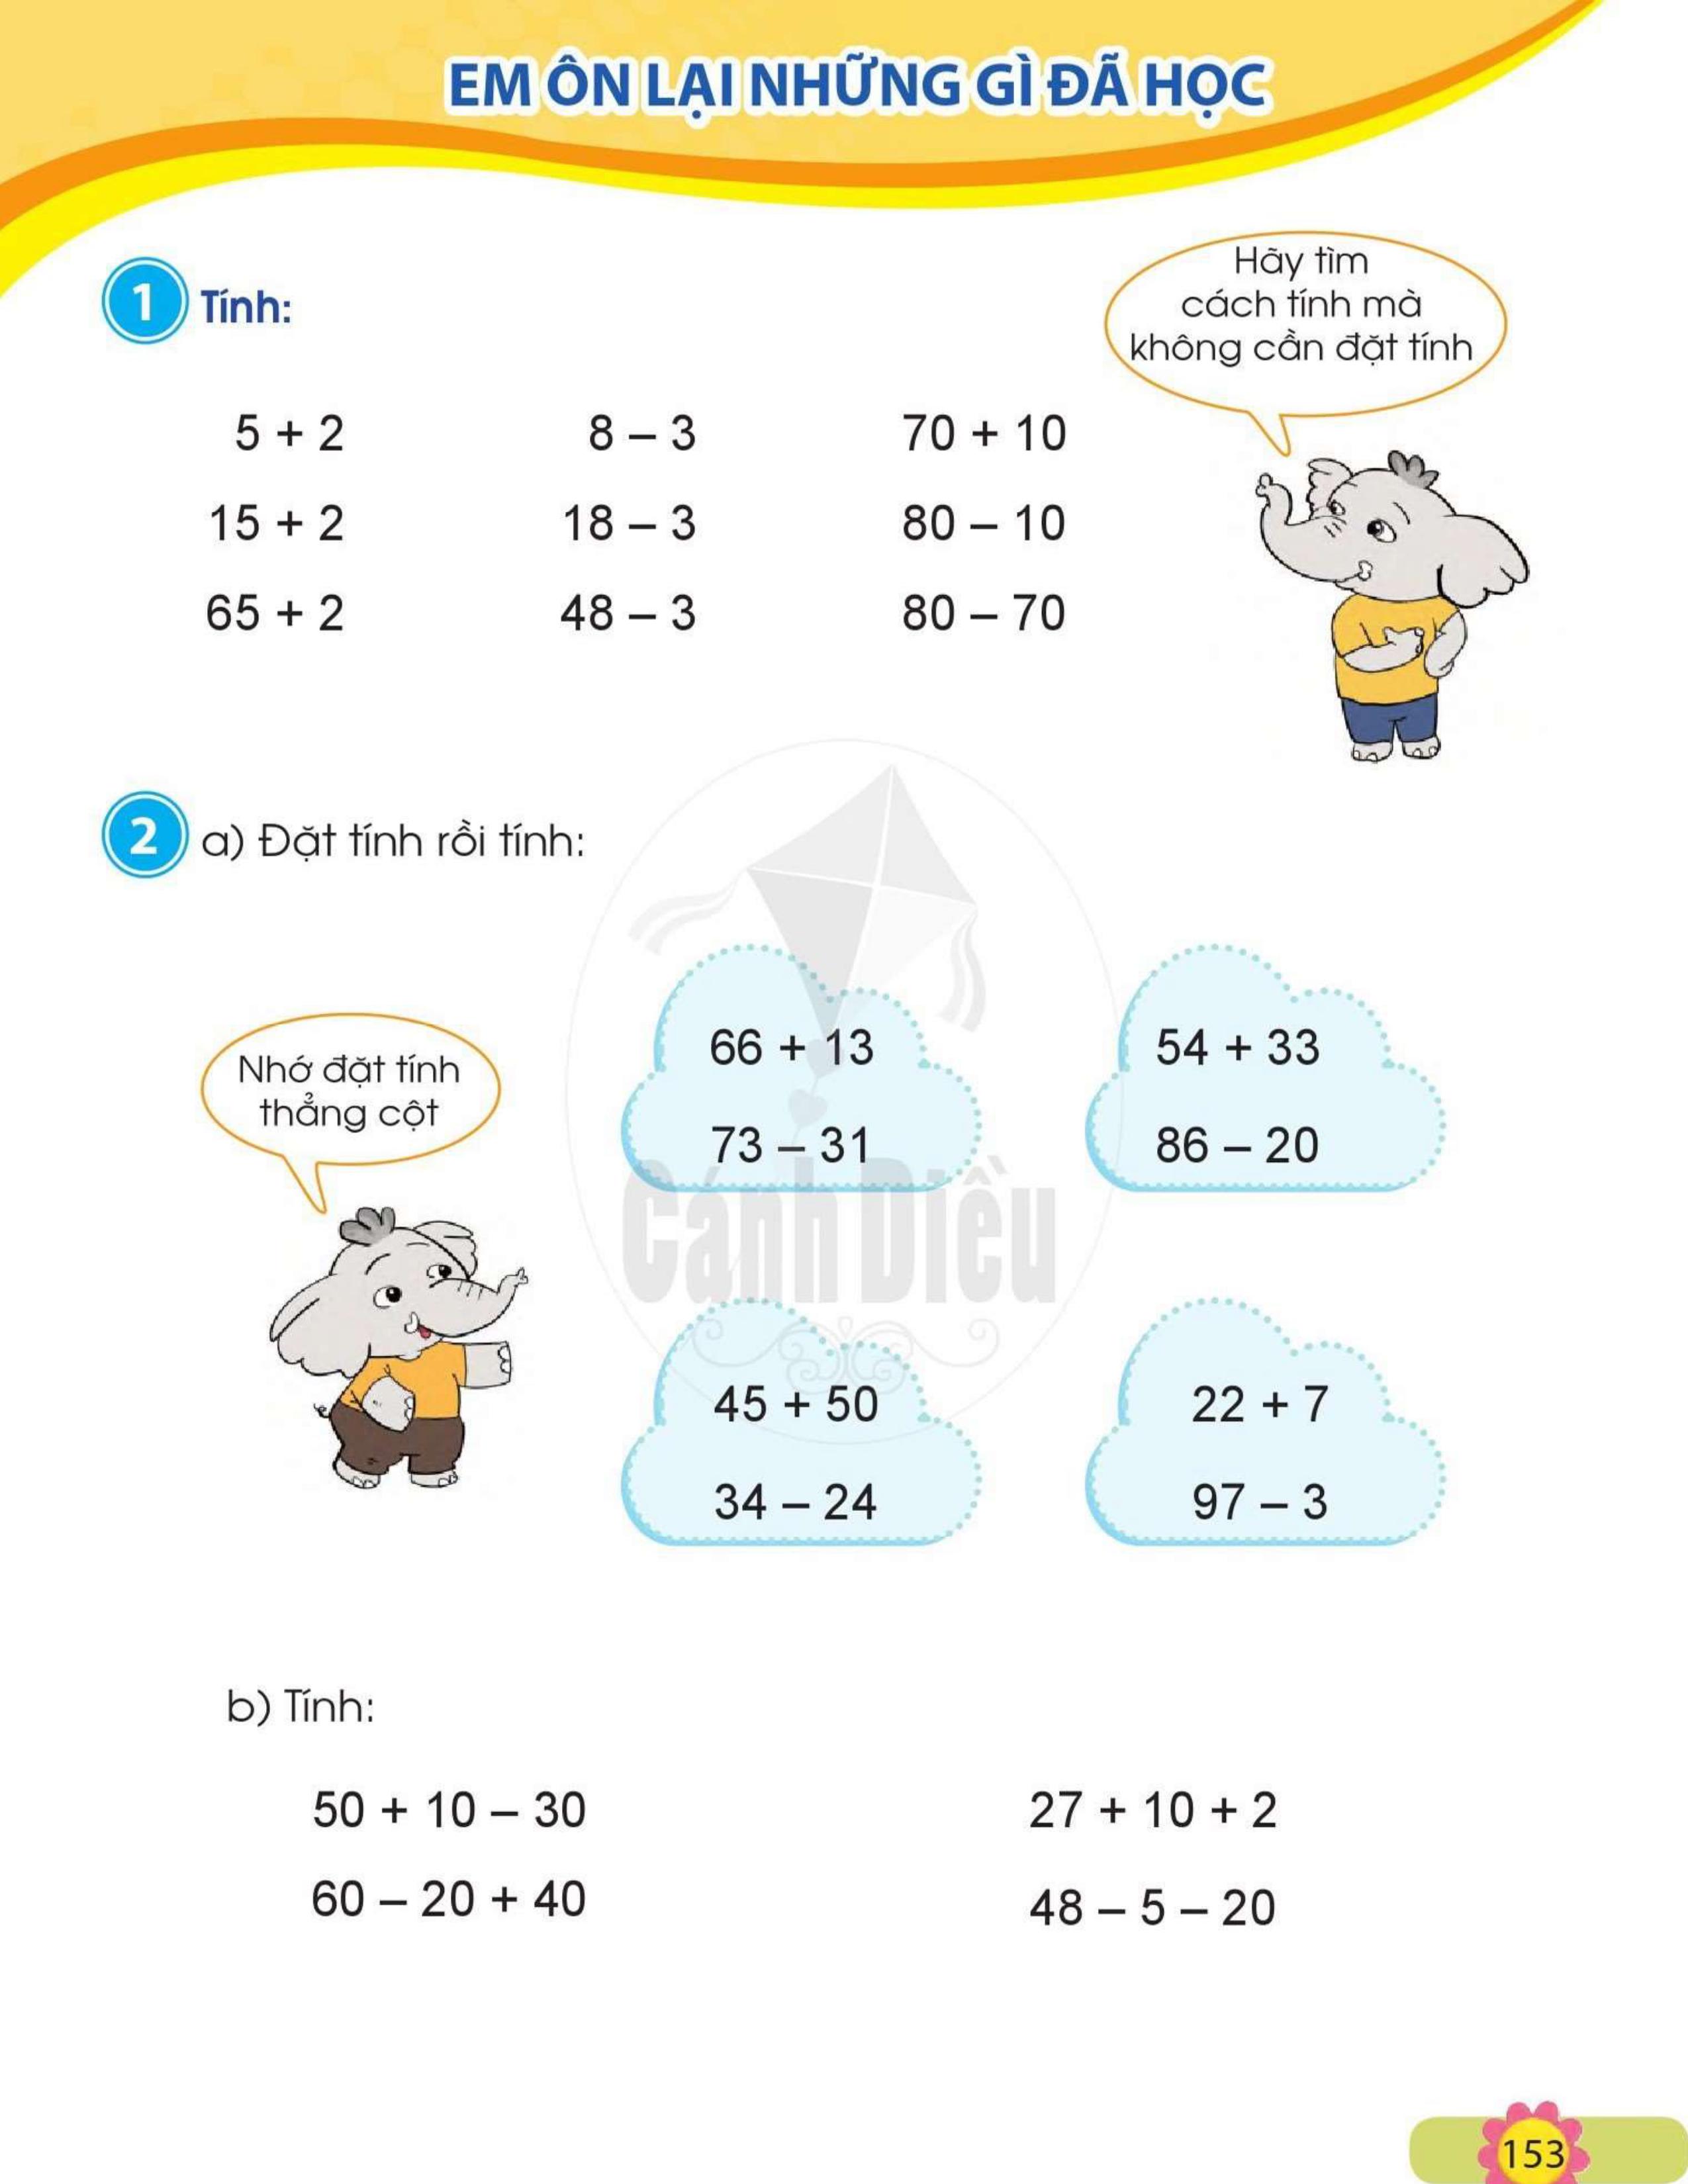 EM ÔN LẠI NHỮNG GÌ ĐÃ HỌC
1 Tính:
Hãy tìm
cách tính mà
không cần đặt tính
5 + 2 8 – 3 70 + 10
15 + 2 18 – 3 80 – 10
65 + 2 48 – 3 80 – 70
2 a) Đặt tính rồi tính:
Nhớ đặt tính
thẳng cột
66 + 13 54 + 33
73 – 31 86 – 20
Cánh Diều
45 + 50 22 + 7
34 – 24 97 – 3
b) Tính:
50 + 10 – 30 27 + 10 + 2
60 – 20 + 40 48 – 5 – 20
153